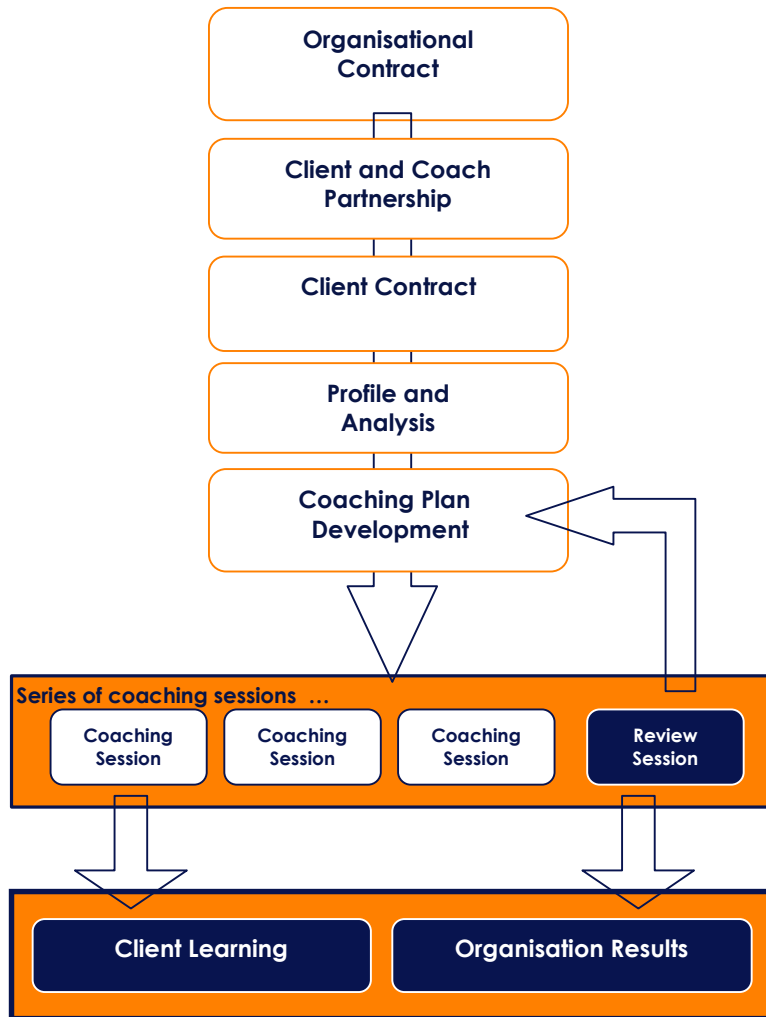 Organisational
Contract
Client and Coach
Partnership
Client Contract
Profile and
Analysis
Coaching Plan
Development
Series of coaching sessions …
Coaching
Session
Coaching
Session
Coaching
Session
Review
Session
Client Learning
Organisation Results